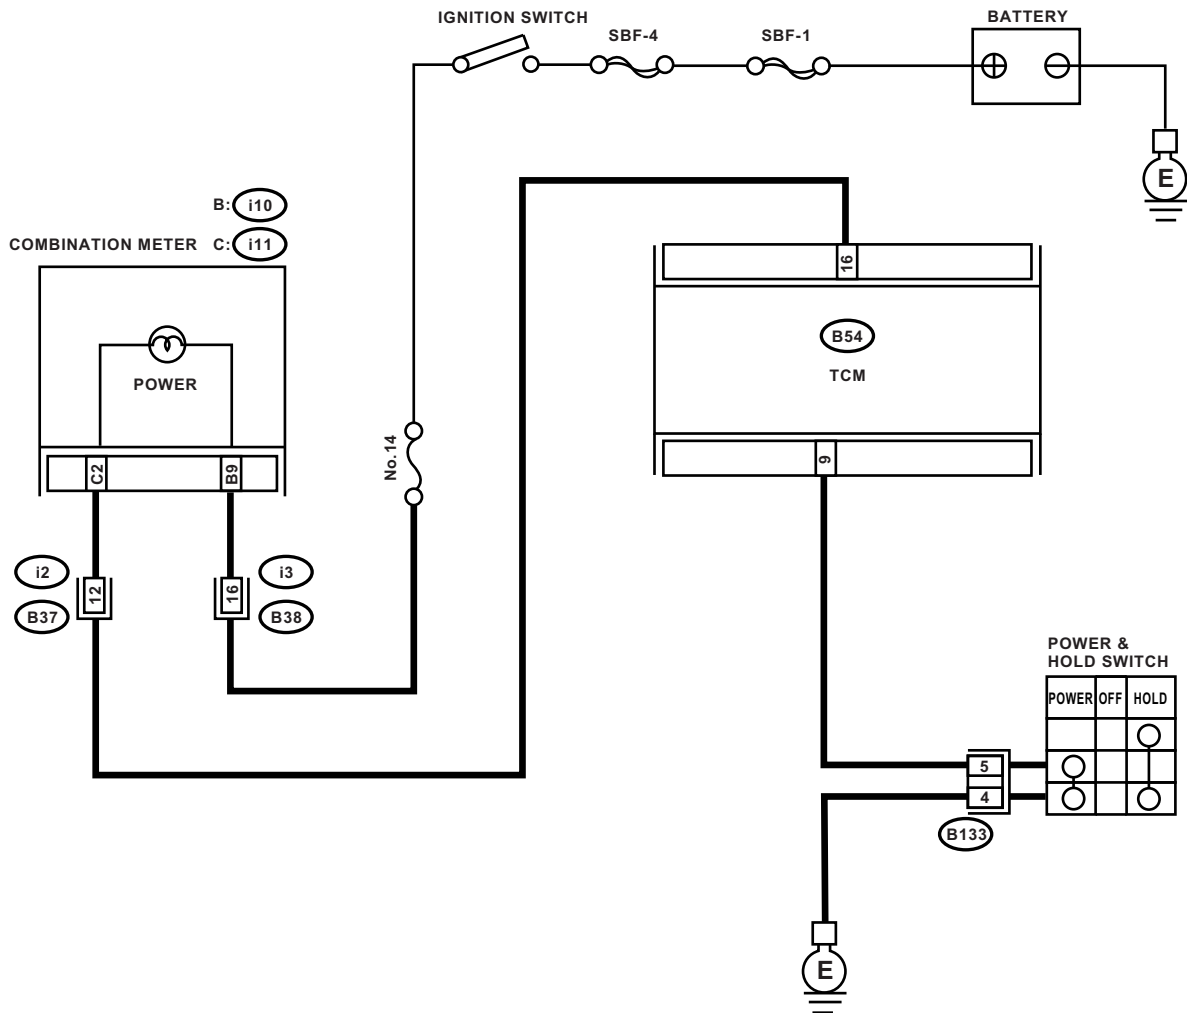 IGNITION SWITCH
SBF-4
SBF-1
BATTERY
E
B: i10
COMBINATION METER C: i11
16
B54
TCM
POWER
No.14
C2
B9
9
i2
12
B37
i3
16
B38
POWER &
HOLD SWITCH
POWER OFF HOLD
5
4
B133
E